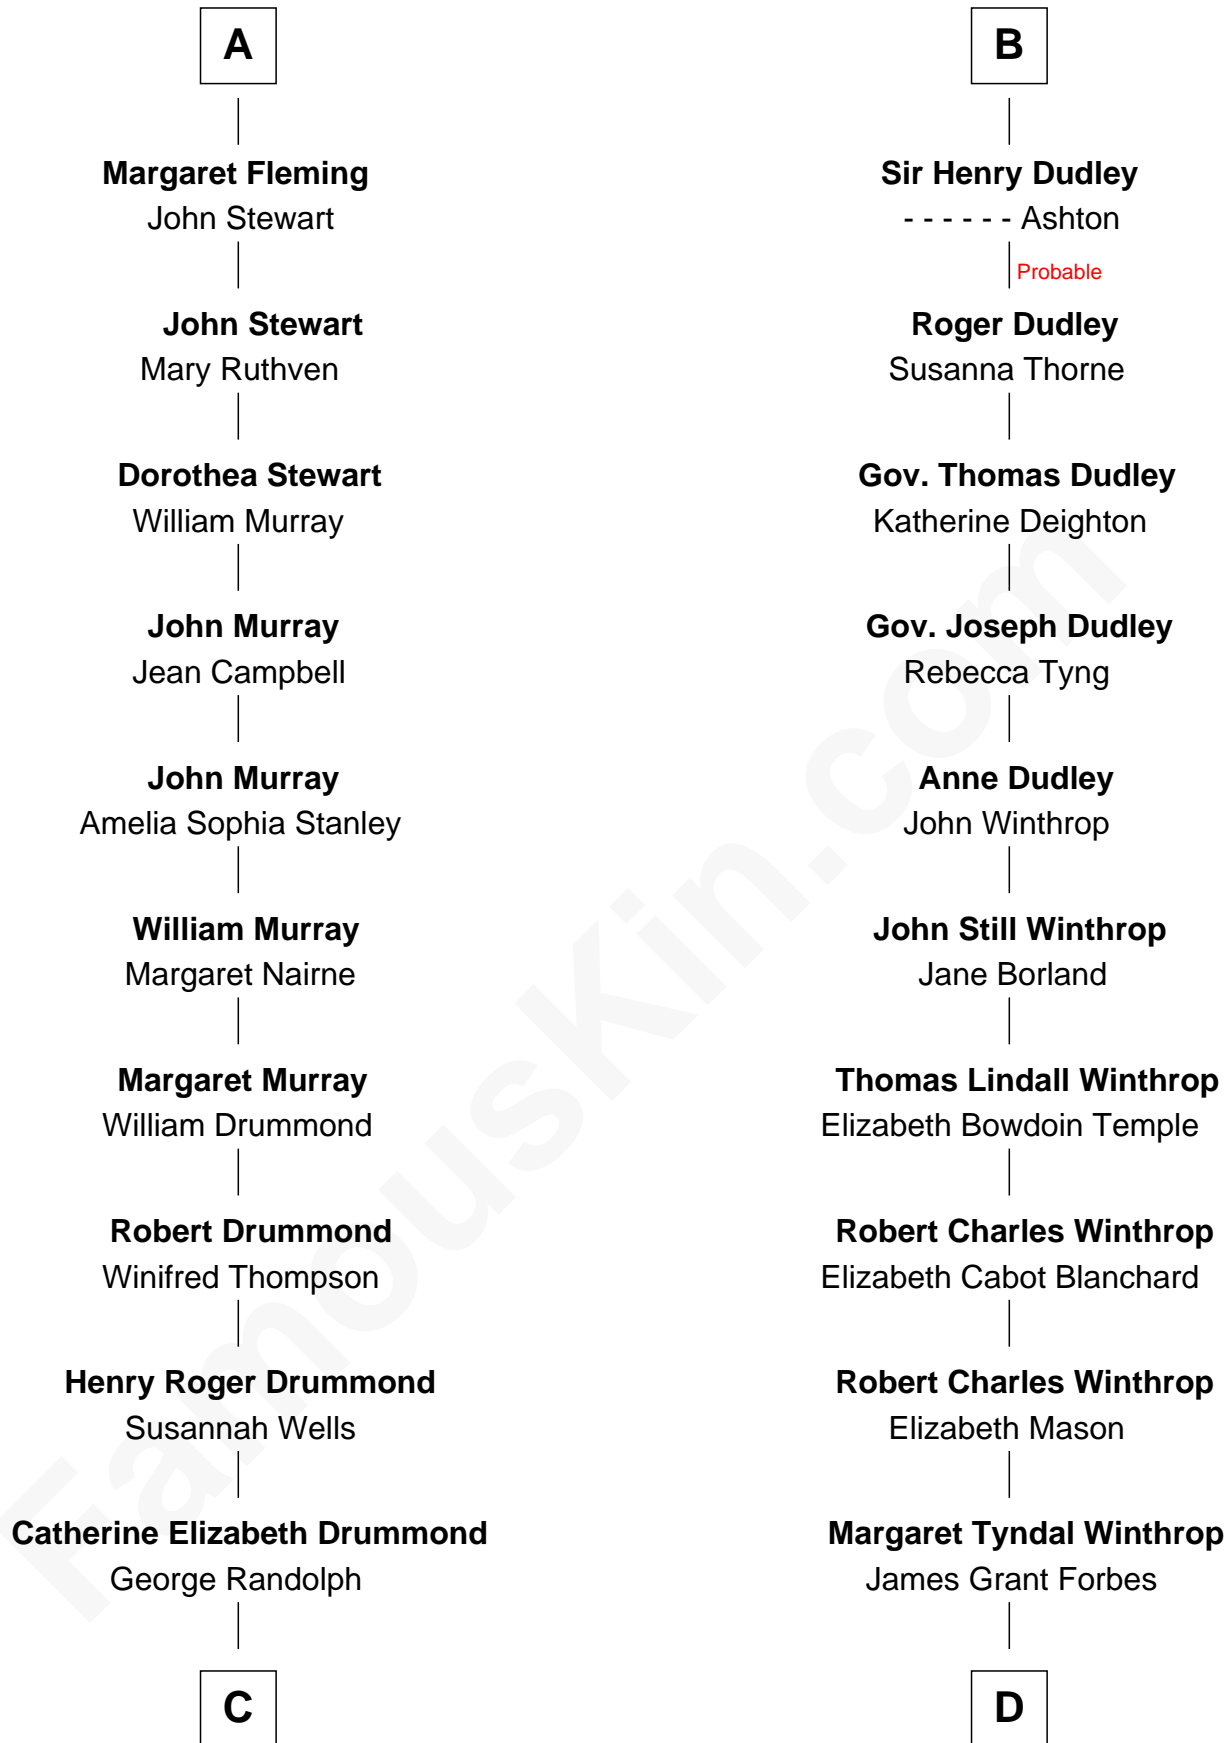 A
Margaret Fleming
John Stewart
John Stewart
Mary Ruthven
Dorothea Stewart
William Murray
John Murray
Jean Campbell
John Murray
Amelia Sophia Stanley
William Murray
Margaret Nairne
Margaret Murray
William Drummond
Robert Drummond
Winifred Thompson
Henry Roger Drummond
Susannah Wells
Catherine Elizabeth Drummond
George Randolph
C
B
Sir Henry Dudley
- - - - - - Ashton
Probable
Roger Dudley
Susanna Thorne
Gov. Thomas Dudley
Katherine Deighton
Gov. Joseph Dudley
Rebecca Tyng
Anne Dudley
John Winthrop
John Still Winthrop
Jane Borland
Thomas Lindall Winthrop
Elizabeth Bowdoin Temple
Robert Charles Winthrop
Elizabeth Cabot Blanchard
Robert Charles Winthrop
Elizabeth Mason
Margaret Tyndal Winthrop
James Grant Forbes
D
FamousKin.com